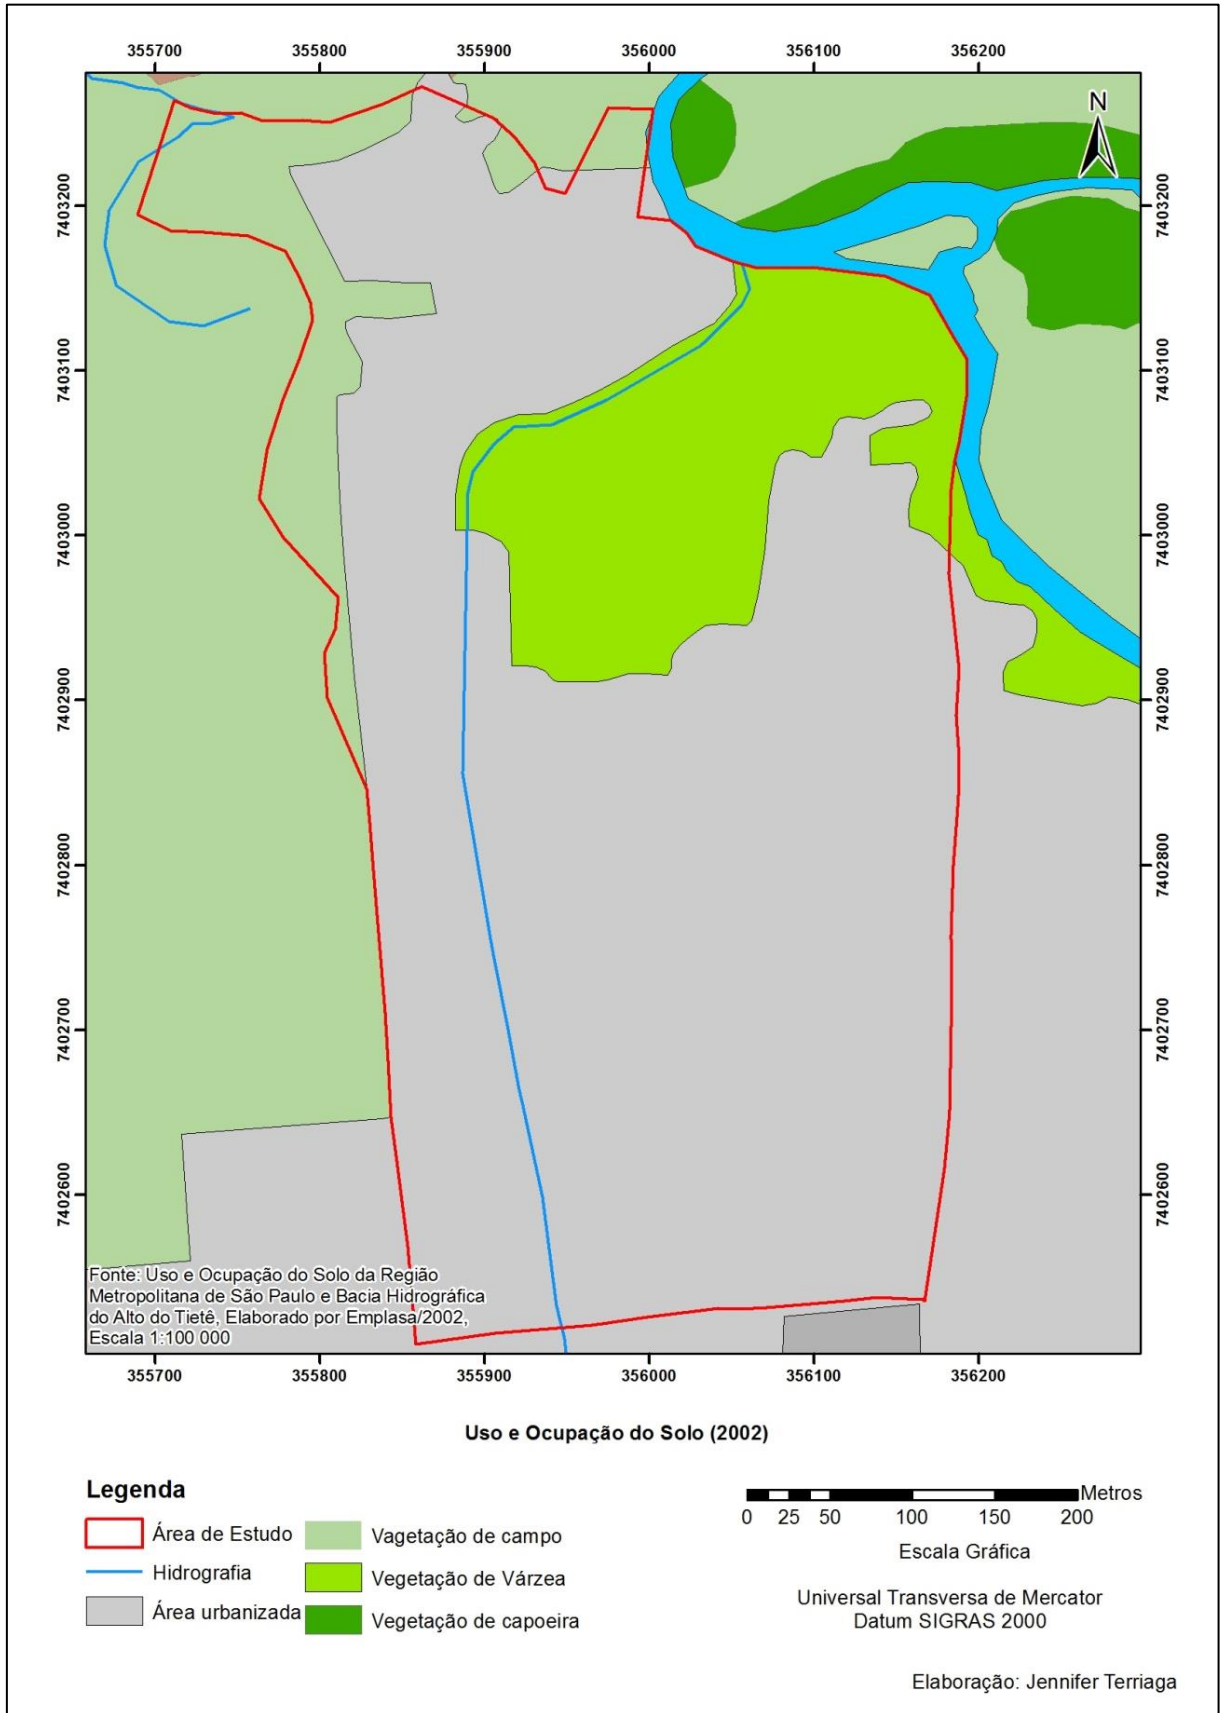 355700 355800 355900 356000 356100 356200
N
7403200 7403200
7403100 7403100
7403000 7403000
7402900 7402900
7402800 7402800
7402700 7402700
7402600 7402600
Fonte: Uso e Ocupação do Solo da Região
Metropolitana de São Paulo e Bacia Hidrográfica
do Alto do Tietê, Elaborado por Emplasa/2002,
Escala 1:100 000
355700 355800 355900 356000 356100 356200
Uso e Ocupação do Solo (2002)
Legenda
Área de Estudo
Hidrografia
Área urbanizada
Vagetação de campo
Vegetação de Várzea
Vegetação de capoeira
Metros
0 25 50 100 150 200
Escala Gráfica
Universal Transversa de Mercator
Datum SIGRAS 2000
Elaboração: Jennifer Terriaga